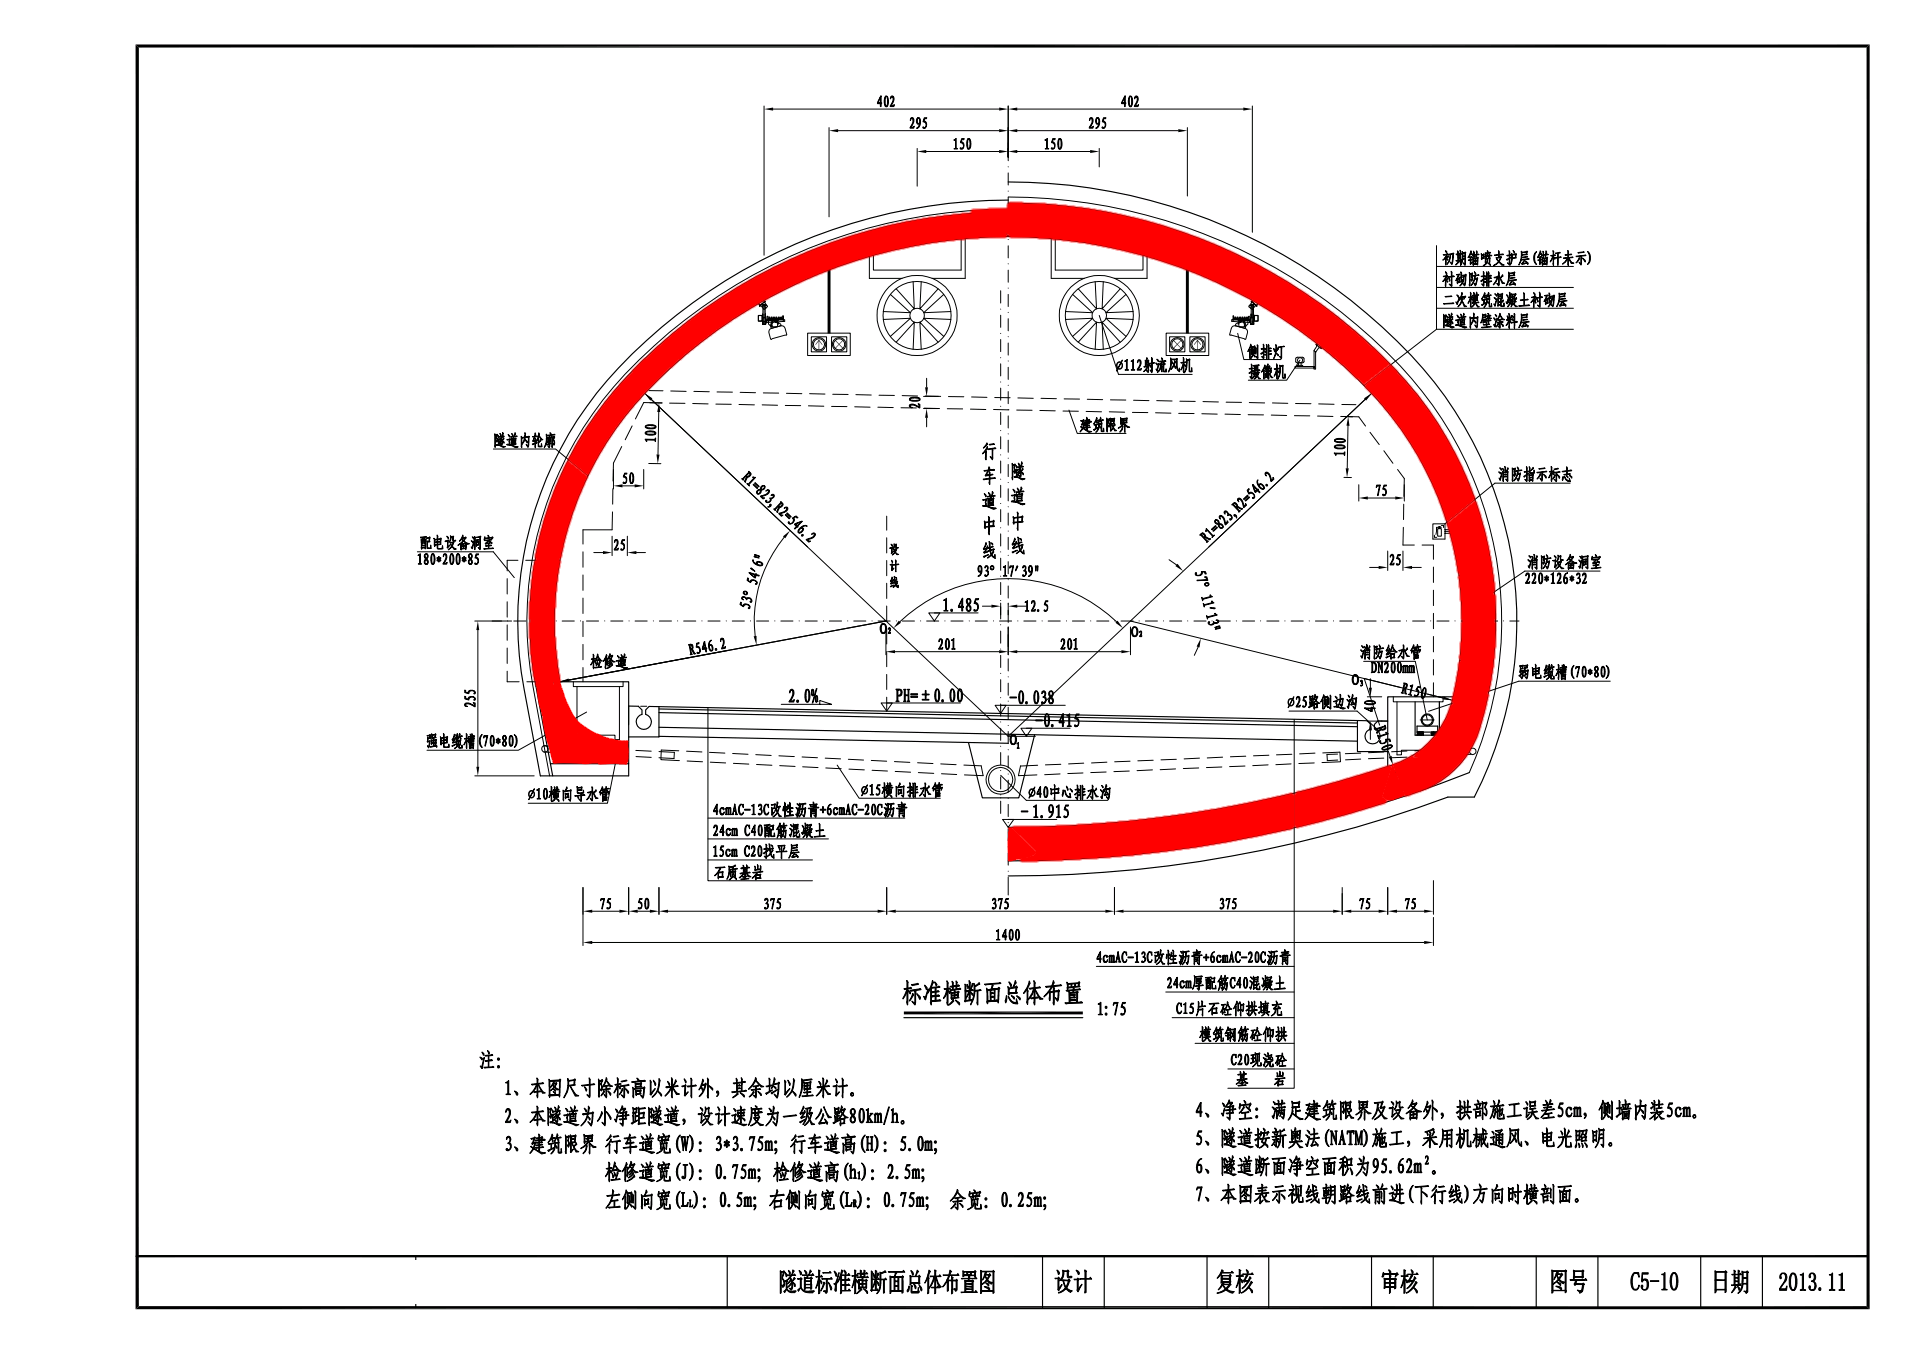 402
402
295
295
150
150
初期锚喷支护层(锚杆未示)
衬砌防排水层
二次模筑混凝土衬砌层
隧道内壁涂料层
侧排灯
摄像机
Ø112射流风机
20
建筑限界
隧道内轮廓
100
100
50
75
行车道中线
隧道中线
R1=823,R2=546.2
R1=823,R2=546.2
消防指示标志
配电设备洞室
180*200*85
25
25
设计线
消防设备洞室
220*126*32
53° 54'6"
93° 17'39"
57° 11'13"
1.485
12.5
O₂
O₂
201
201
R546.2
检修道
消防给水管
DN200mm
弱电缆槽(70*80)
O₃
R150
255
2.0%
PH=±0.00
-0.038
Ø25路侧边沟
40
-0.415
O₁
R150
强电缆槽(70*80)
Ø10横向导水管
Ø15横向排水管
Ø40中心排水沟
-1.915
4cmAC-13C改性沥青+6cmAC-20C沥青
24cm C40配筋混凝土
15cm C20找平层
石质基岩
75
50
375
375
375
75
75
1400
4cmAC-13C改性沥青+6cmAC-20C沥青
24cm厚配筋C40混凝土
C15片石砼仰拱填充
模筑钢筋砼仰拱
C20现浇砼
基 岩
标准横断面总体布置 1:75
注:
1、本图尺寸除标高以米计外，其余均以厘米计。
2、本隧道为小净距隧道，设计速度为一级公路80km/h。
3、建筑限界 行车道宽(W): 3*3.75m; 行车道高(H): 5.0m;
检修道宽(J): 0.75m; 检修道高(h₁): 2.5m;
左侧向宽(Lʟ): 0.5m; 右侧向宽(Lʀ): 0.75m; 余宽: 0.25m;
4、净空: 满足建筑限界及设备外，拱部施工误差5cm，侧墙内装5cm。
5、隧道按新奥法(NATM)施工，采用机械通风、电光照明。
6、隧道断面净空面积为95.62m²。
7、本图表示视线朝路线前进(下行线)方向时横剖面。
隧道标准横断面总体布置图 设计 复核 审核 图号 C5-10 日期 2013.11